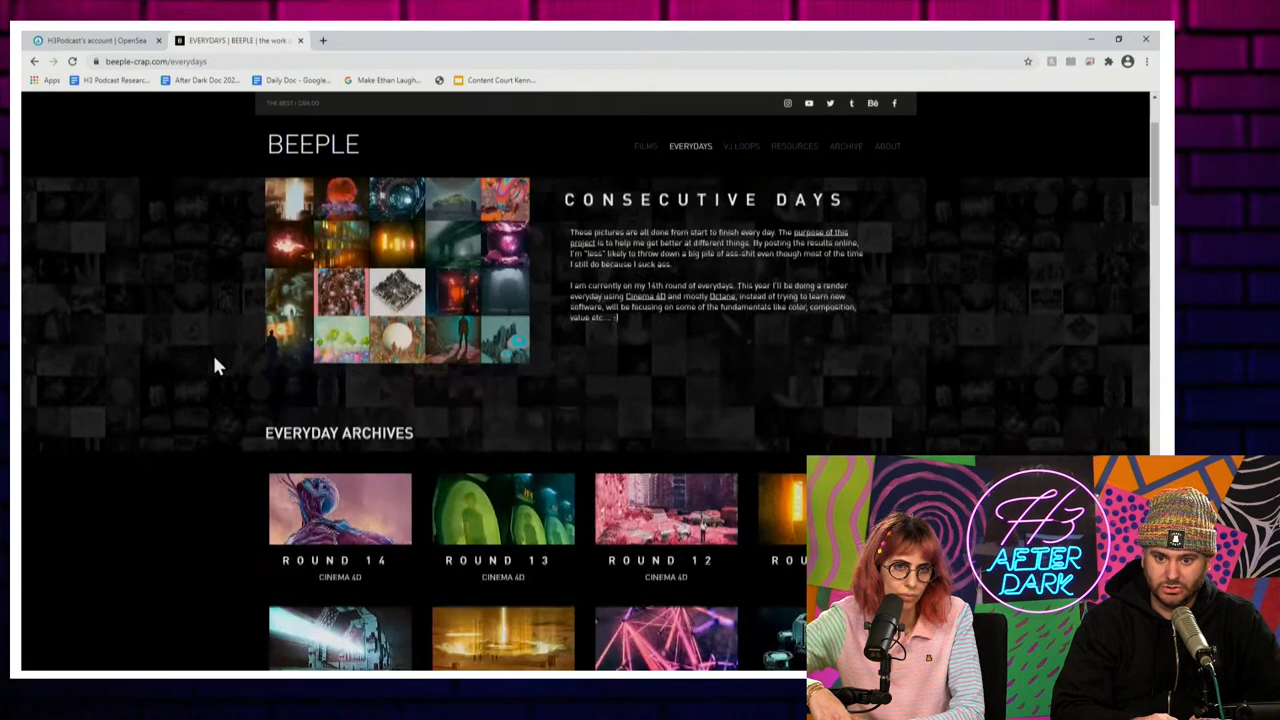 H3Podcast's account | OpenSea
EVERYDAYS | BEEPLE | the work o
beeple-crap.com/everydays
Apps
H3 Podcast Researc...
After Dark Doc 202...
Daily Doc - Google...
Make Ethan Laugh...
Content Court Kenn...
THE BEST I CAN DO
BEEPLE
FILMS
EVERYDAYS
VJ LOOPS
RESOURCES
ARCHIVE
ABOUT
CONSECUTIVE DAYS
These pictures are all done from start to finish every day. The purpose of this
project is to help me get better at different things. By posting the results online,
I'm "less" likely to throw down a big pile of ass-shit even though most of the time
I still do because I suck ass.
I am currently on my 14th round of everydays. This year I'll be doing a render
everyday using Cinema 4D and mostly Octane, instead of trying to learn new
software, will be focusing on some of the fundamentals like color, composition,
value etc.... :]
EVERYDAY ARCHIVES
ROUND 14
CINEMA 4D
ROUND 13
CINEMA 4D
ROUND 12
CINEMA 4D
ROU
H3
AFTER
DARK